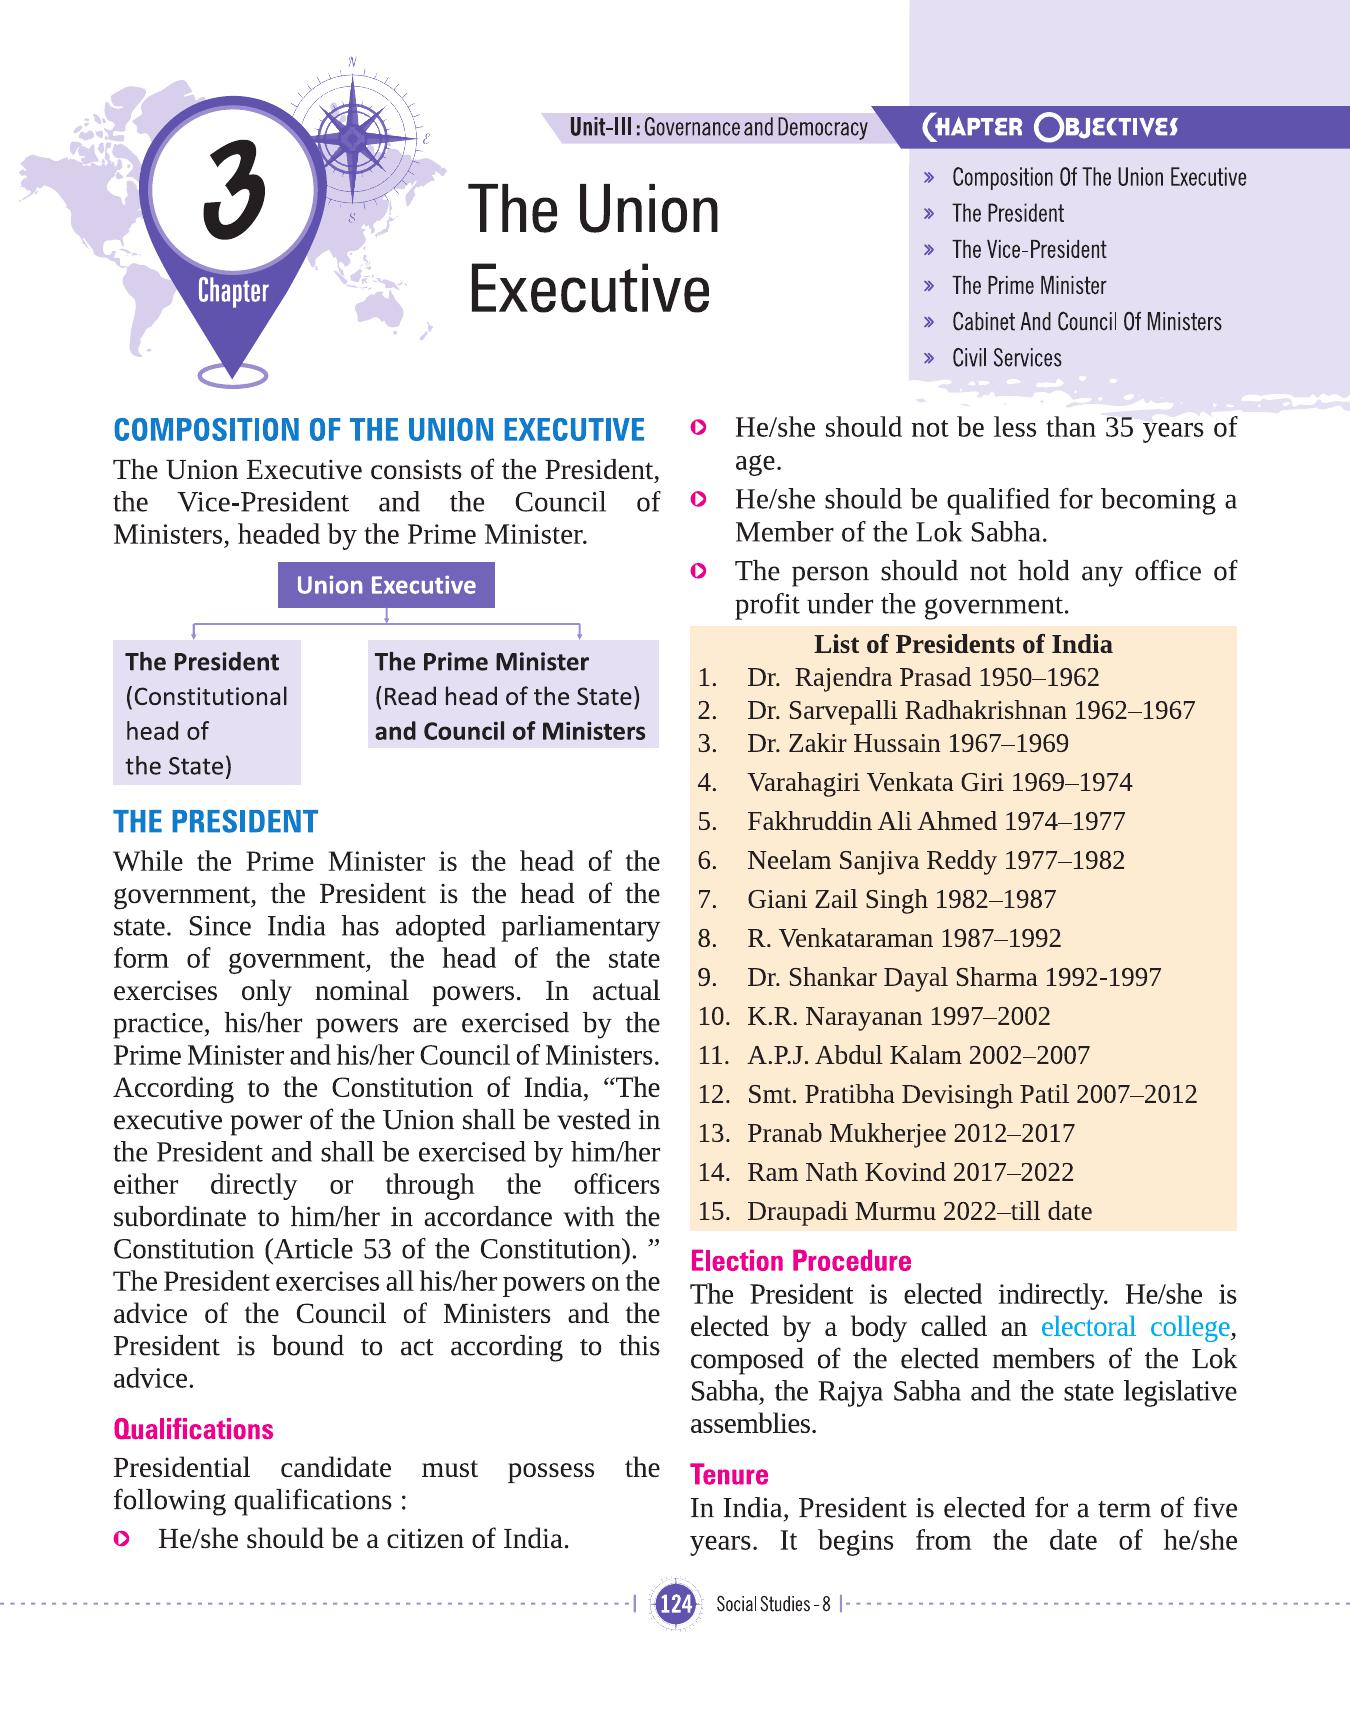 N
E
S
3
Chapter
Unit-III : Governance and Democracy
The Union
Executive
CHAPTER OBJECTIVES
» Composition Of The Union Executive
» The President
» The Vice-President
» The Prime Minister
» Cabinet And Council Of Ministers
» Civil Services
COMPOSITION OF THE UNION EXECUTIVE
The Union Executive consists of the President,
the Vice-President and the Council of
Ministers, headed by the Prime Minister.
Union Executive
The President
(Constitutional
head of
the State)
The Prime Minister
(Read head of the State)
and Council of Ministers
THE PRESIDENT
While the Prime Minister is the head of the
government, the President is the head of the
state. Since India has adopted parliamentary
form of government, the head of the state
exercises only nominal powers. In actual
practice, his/her powers are exercised by the
Prime Minister and his/her Council of Ministers.
According to the Constitution of India, “The
executive power of the Union shall be vested in
the President and shall be exercised by him/her
either directly or through the officers
subordinate to him/her in accordance with the
Constitution (Article 53 of the Constitution). ”
The President exercises all his/her powers on the
advice of the Council of Ministers and the
President is bound to act according to this
advice.
Qualifications
Presidential candidate must possess the
following qualifications :
He/she should be a citizen of India.
He/she should not be less than 35 years of
age.
He/she should be qualified for becoming a
Member of the Lok Sabha.
The person should not hold any office of
profit under the government.
List of Presidents of India
1. Dr. Rajendra Prasad 1950–1962
2. Dr. Sarvepalli Radhakrishnan 1962–1967
3. Dr. Zakir Hussain 1967–1969
4. Varahagiri Venkata Giri 1969–1974
5. Fakhruddin Ali Ahmed 1974–1977
6. Neelam Sanjiva Reddy 1977–1982
7. Giani Zail Singh 1982–1987
8. R. Venkataraman 1987–1992
9. Dr. Shankar Dayal Sharma 1992-1997
10. K.R. Narayanan 1997–2002
11. A.P.J. Abdul Kalam 2002–2007
12. Smt. Pratibha Devisingh Patil 2007–2012
13. Pranab Mukherjee 2012–2017
14. Ram Nath Kovind 2017–2022
15. Draupadi Murmu 2022–till date
Election Procedure
The President is elected indirectly. He/she is
elected by a body called an electoral college,
composed of the elected members of the Lok
Sabha, the Rajya Sabha and the state legislative
assemblies.
Tenure
In India, President is elected for a term of five
years. It begins from the date of he/she
124 Social Studies - 8